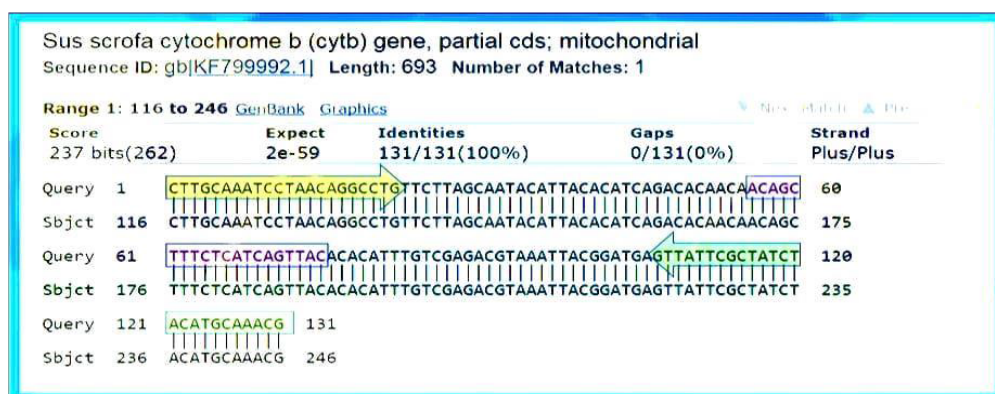 Sus scrofa cytochrome b (cytb) gene, partial cds; mitochondrial
Sequence ID: gb|KF799992.1| Length: 693 Number of Matches: 1
Range 1: 116 to 246 GenBank Graphics Match
Score Expect Identities Gaps Strand
237 bits(262) 2e-59 131/131(100%) 0/131(0%) Plus/Plus
Query 1 CTTGCAAATCCTAACAGGCCTGTTCTTAGCAATACATTACACATCAGACACAACAACAGC 60
Sbjct 116 CTTGCAAATCCTAACAGGCCTGTTCTTAGCAATACATTACACATCAGACACAACAACAGC 175
Query 61 TTTCTCATCAGTTACACACATTTGTCGAGACGTAAATTACGGATGAGTTATTCGCTATCT 120
Sbjct 176 TTTCTCATCAGTTACACACATTTGTCGAGACGTAAATTACGGATGAGTTATTCGCTATCT 235
Query 121 ACATGCAAACG 131
Sbjct 236 ACATGCAAACG 246